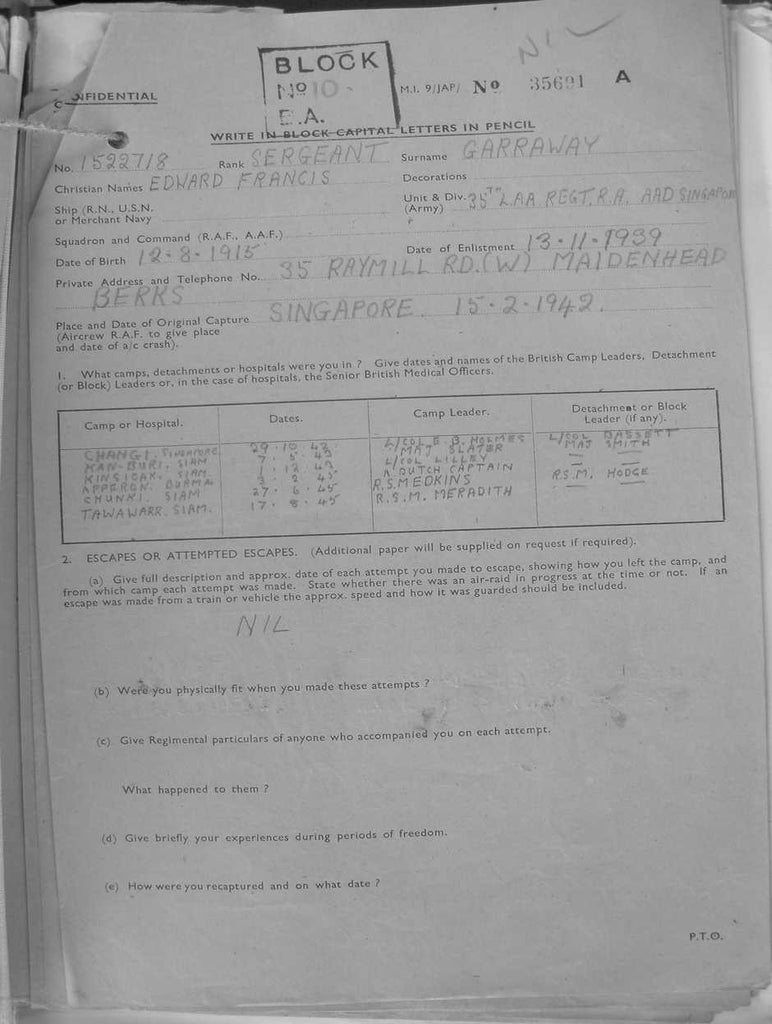 NIL
BLOCK
No 10
E.A.
CONFIDENTIAL
M.I. 9/JAP/ No 35691 A
WRITE IN BLOCK CAPITAL LETTERS IN PENCIL
No. 1522718 Rank SERGEANT Surname GARRAWAY
Christian Names EDWARD FRANCIS Decorations
Ship (R.N., U.S.N. or Merchant Navy
Unit & Div. (Army) 35TH LAA REGT. R.A. AAD SINGAPOR
Squadron and Command (R.A.F., A.A.F.)
Date of Birth 12.8.1915 Date of Enlistment 13.11.1939
Private Address and Telephone No. 35 RAYMILL RD. (W) MAIDENHEAD
BERKS
Place and Date of Original Capture SINGAPORE. 15.2.1942.
(Aircrew R.A.F. to give place
and date of a/c crash).
1. What camps, detachments or hospitals were you in ? Give dates and names of the British Camp Leaders, Detachment
(or Block) Leaders or, in the case of hospitals, the Senior British Medical Officers.
Camp or Hospital. Dates. Camp Leader. Detachment or Block Leader (if any).
CHANGI. SINGAPORE 29.10.42 L/COL E. B. HOLMES L/COL BASSETT
KAN-BURI. SIAM 7.5.43 MAJ SLATER MAJ SMITH
KINSIOAK. SIAM 1.12.43 L/COL LILLEY —
APPERON. BURMA 3.2.45 A DUTCH CAPTAIN —
CHUNKI. SIAM 27.6.45 R.S.M EDKINS R.S.M. HODGE
TAWAWARR. SIAM. 17.8.45 R.S.M. MERADITH —
2. ESCAPES OR ATTEMPTED ESCAPES. (Additional paper will be supplied on request if required).
(a) Give full description and approx. date of each attempt you made to escape, showing how you left the camp, and
from which camp each attempt was made. State whether there was an air-raid in progress at the time or not. If an
escape was made from a train or vehicle the approx. speed and how it was guarded should be included.
NIL
(b) Were you physically fit when you made these attempts ?
(c) Give Regimental particulars of anyone who accompanied you on each attempt.
What happened to them ?
(d) Give briefly your experiences during periods of freedom.
(e) How were you recaptured and on what date ?
P.T.O.